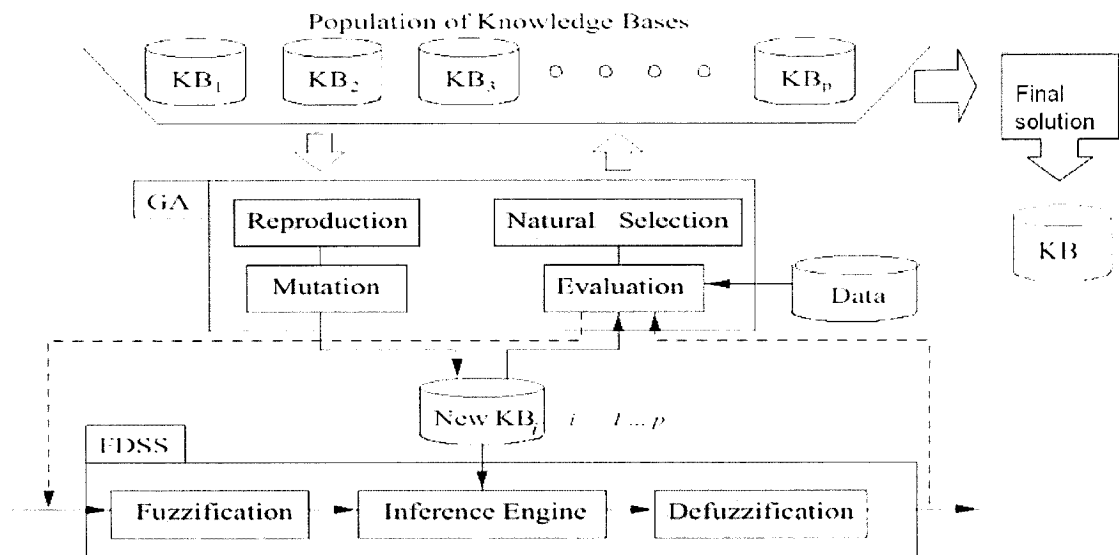 Population of Knowledge Bases
KB1 KB2 KB3 KBp
Final
solution
GA
Reproduction
Natural Selection
KB
Mutation
Evaluation
Data
New KBi i 1 ... p
FDSS
Fuzzification
Inference Engine
Defuzzification